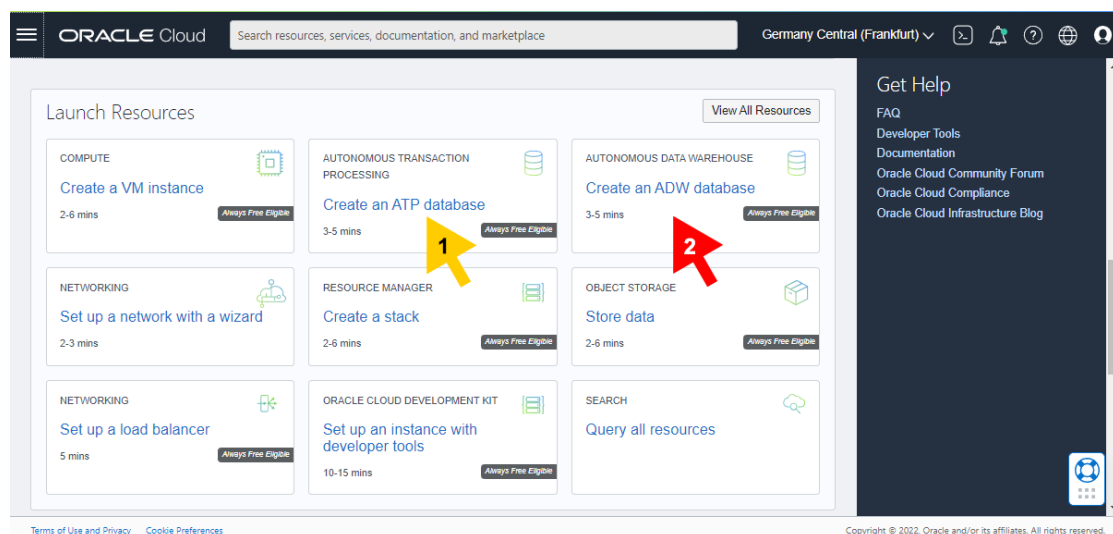 ORACLE Cloud
Search resources, services, documentation, and marketplace
Germany Central (Frankfurt)
Launch Resources
View All Resources
COMPUTE
Create a VM instance
2-6 mins
Always Free Eligible
AUTONOMOUS TRANSACTION
PROCESSING
Create an ATP database
3-5 mins
Always Free Eligible
1
AUTONOMOUS DATA WAREHOUSE
Create an ADW database
3-5 mins
Always Free Eligible
2
NETWORKING
Set up a network with a wizard
2-3 mins
RESOURCE MANAGER
Create a stack
2-6 mins
Always Free Eligible
OBJECT STORAGE
Store data
2-6 mins
Always Free Eligible
NETWORKING
Set up a load balancer
5 mins
Always Free Eligible
ORACLE CLOUD DEVELOPMENT KIT
Set up an instance with
developer tools
10-15 mins
Always Free Eligible
SEARCH
Query all resources
Get Help
FAQ
Developer Tools
Documentation
Oracle Cloud Community Forum
Oracle Cloud Compliance
Oracle Cloud Infrastructure Blog
Terms of Use and Privacy
Cookie Preferences
Copyright © 2022, Oracle and/or its affiliates. All rights reserved.